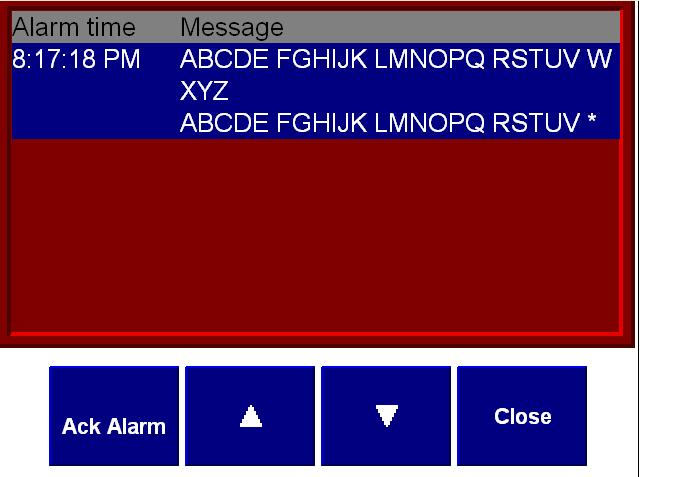 Alarm time Message
8:17:18 PM ABCDE FGHIJK LMNOPQ RSTUV W
XYZ
ABCDE FGHIJK LMNOPQ RSTUV *
Ack Alarm ▲ ▼ Close